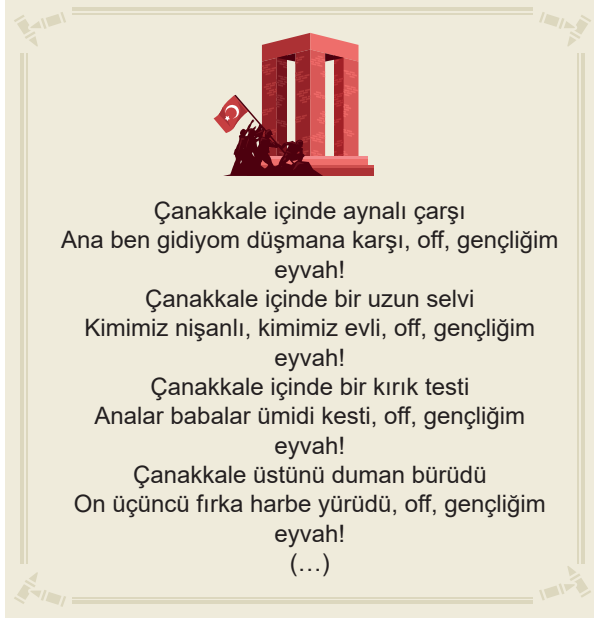 Çanakkale içinde aynalı çarşı
Ana ben gidiyom düşmana karşı, off, gençliğim
eyvah!
Çanakkale içinde bir uzun selvi
Kimimiz nişanlı, kimimiz evli, off, gençliğim
eyvah!
Çanakkale içinde bir kırık testi
Analar babalar ümidi kesti, off, gençliğim
eyvah!
Çanakkale üstünü duman bürüdü
On üçüncü fırka harbe yürüdü, off, gençliğim
eyvah!
(…)